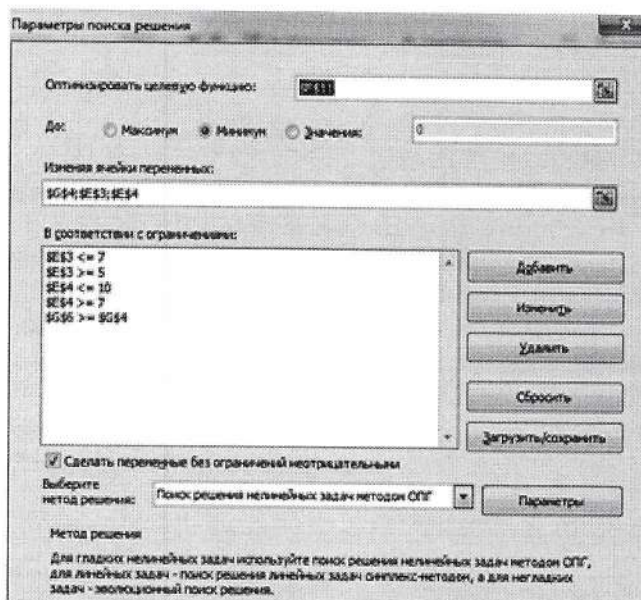 Параметры поиска решения
Оптимизировать целевую функцию:
До:
Максимум
Минимум
Значения:
0
Изменяя ячейки переменных:
$G$4;$E$3;$E$4
В соответствии с ограничениями:
$E$3 <= 7
$E$3 >= 5
$E$4 <= 10
$E$4 >= 7
$G$6 >= $G$4
Добавить
Изменить
Удалить
Сбросить
Загрузить/сохранить
Сделать переменные без ограничений неотрицательными
Выберите
метод решения:
Поиск решения нелинейных задач методом ОПГ
Параметры
Метод решения
Для гладких нелинейных задач используйте поиск решения нелинейных задач методом ОПГ,
для линейных задач - поиск решения линейных задач симплекс-методом, а для негладких
задач - эволюционный поиск решения.